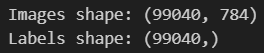 Images shape: (99040, 784)
Labels shape: (99040,)